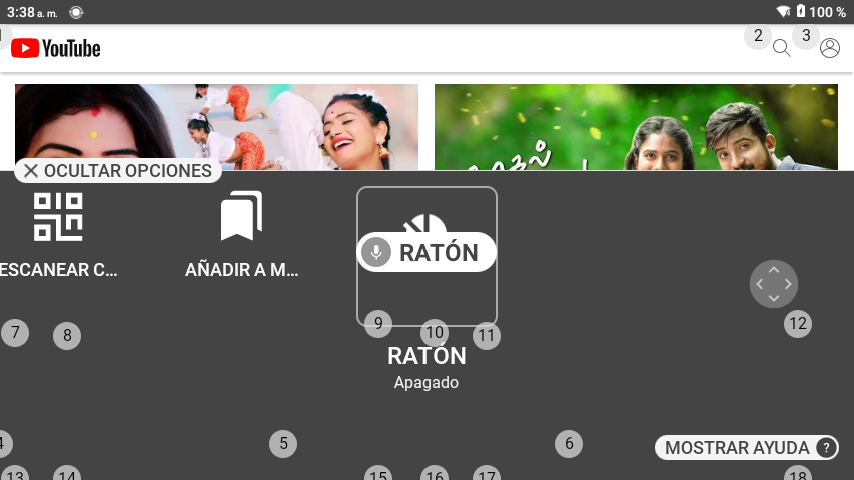 3:38 a. m.
100 %
1
2
3
YouTube
OCULTAR OPCIONES
ESCANEAR C...
AÑADIR A M...
RATÓN
7
8
9
10
11
12
RATÓN
Apagado
4
5
6
MOSTRAR AYUDA ?
13
14
15
16
17
18